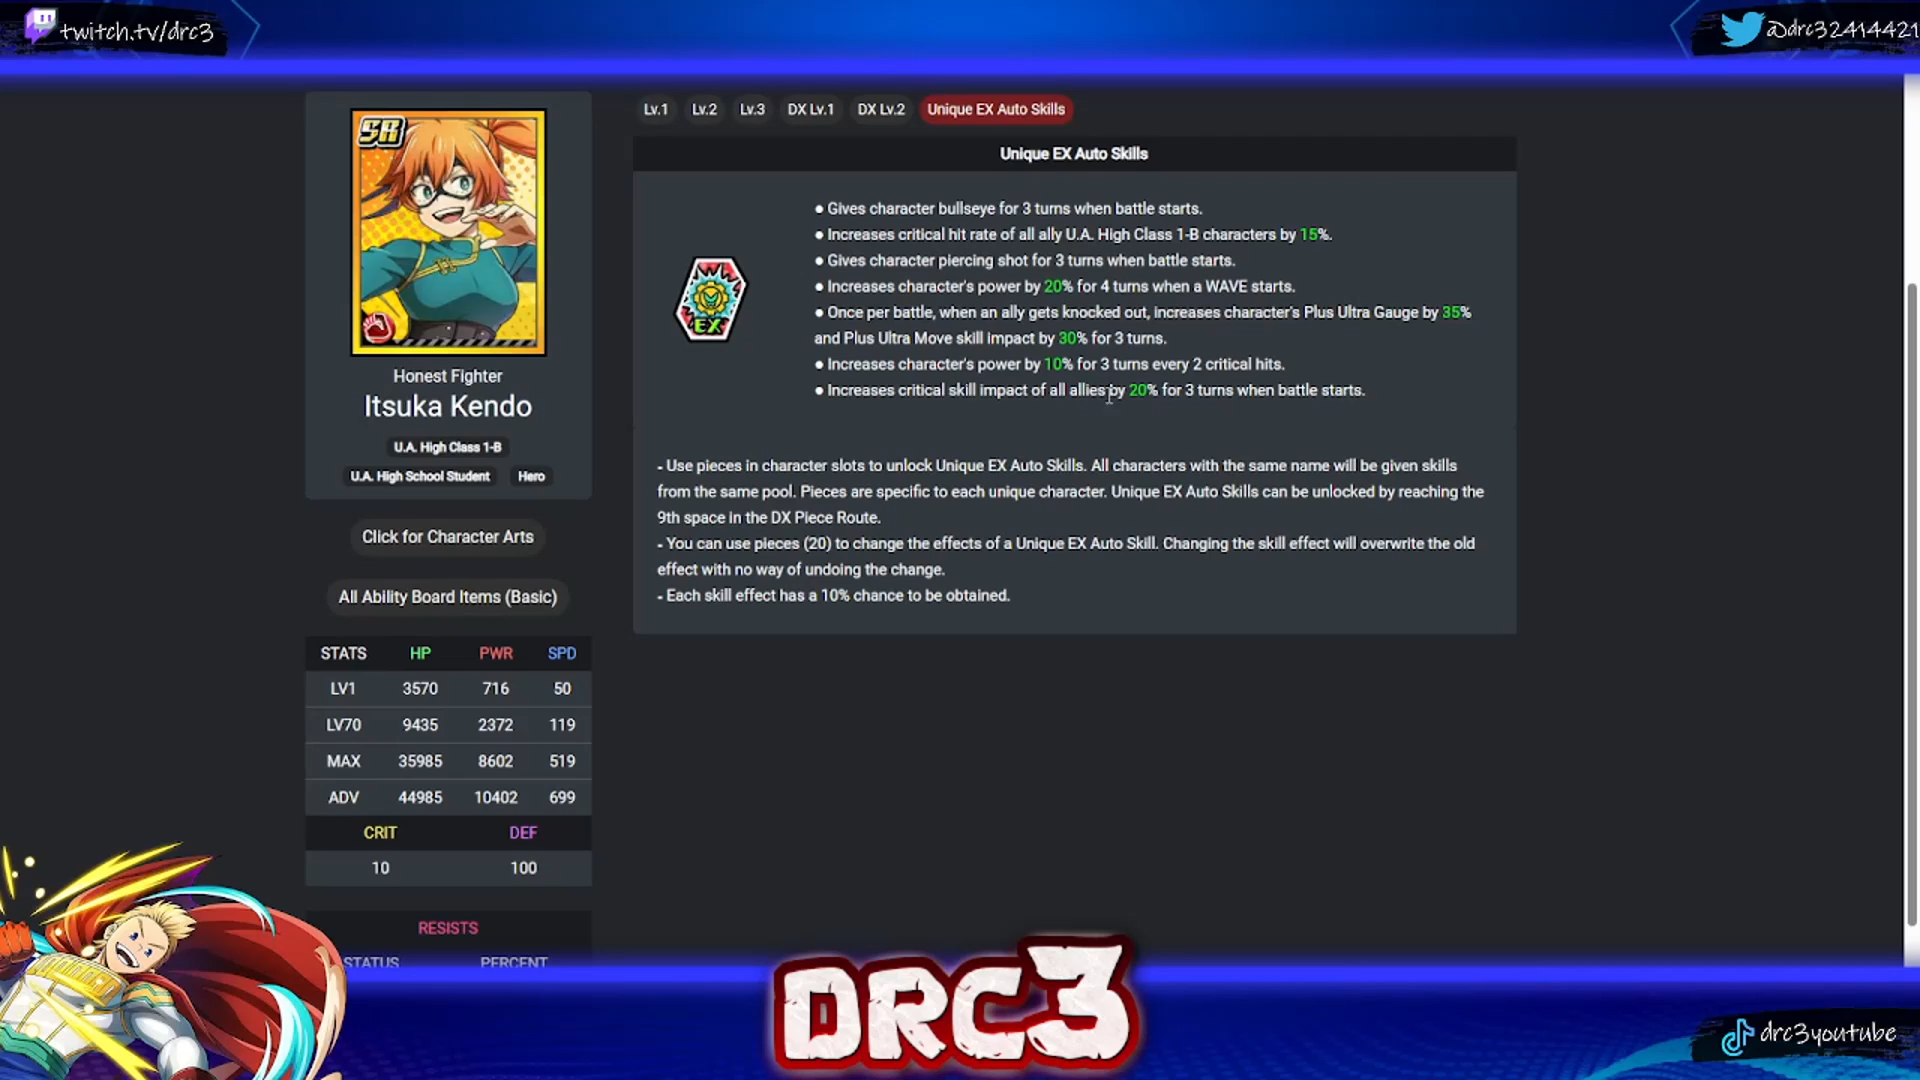 twitch.tv/drc3
@drc32414421
Lv.1 Lv.2 Lv.3 DX Lv.1 DX Lv.2 Unique EX Auto Skills
SR
Honest Fighter
Itsuka Kendo
U.A. High Class 1-B
U.A. High School Student Hero
Click for Character Arts
All Ability Board Items (Basic)
STATS HP PWR SPD
LV1 3570 716 50
LV70 9435 2372 119
MAX 35985 8602 519
ADV 44985 10402 699
CRIT DEF
10 100
RESISTS
STATUS PERCENT
Unique EX Auto Skills
EX
● Gives character bullseye for 3 turns when battle starts.
● Increases critical hit rate of all ally U.A. High Class 1-B characters by 15%.
● Gives character piercing shot for 3 turns when battle starts.
● Increases character's power by 20% for 4 turns when a WAVE starts.
● Once per battle, when an ally gets knocked out, increases character's Plus Ultra Gauge by 35%
and Plus Ultra Move skill impact by 30% for 3 turns.
● Increases character's power by 10% for 3 turns every 2 critical hits.
● Increases critical skill impact of all allies by 20% for 3 turns when battle starts.
- Use pieces in character slots to unlock Unique EX Auto Skills. All characters with the same name will be given skills
from the same pool. Pieces are specific to each unique character. Unique EX Auto Skills can be unlocked by reaching the
9th space in the DX Piece Route.
- You can use pieces (20) to change the effects of a Unique EX Auto Skill. Changing the skill effect will overwrite the old
effect with no way of undoing the change.
- Each skill effect has a 10% chance to be obtained.
DRC3
drc3youtube